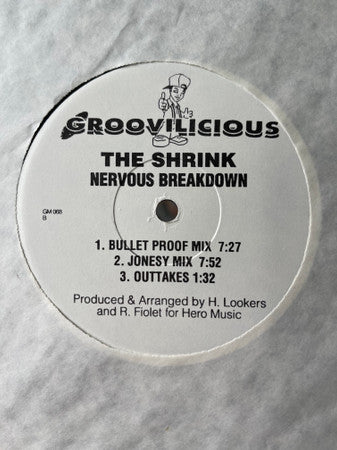 GROOVILICIOUS
THE SHRINK
NERVOUS BREAKDOWN
GM 068
B
1. BULLET PROOF MIX 7:27
2. JONESY MIX 7:52
3. OUTTAKES 1:32
Produced & Arranged by H. Lookers
and R. Fiolet for Hero Music